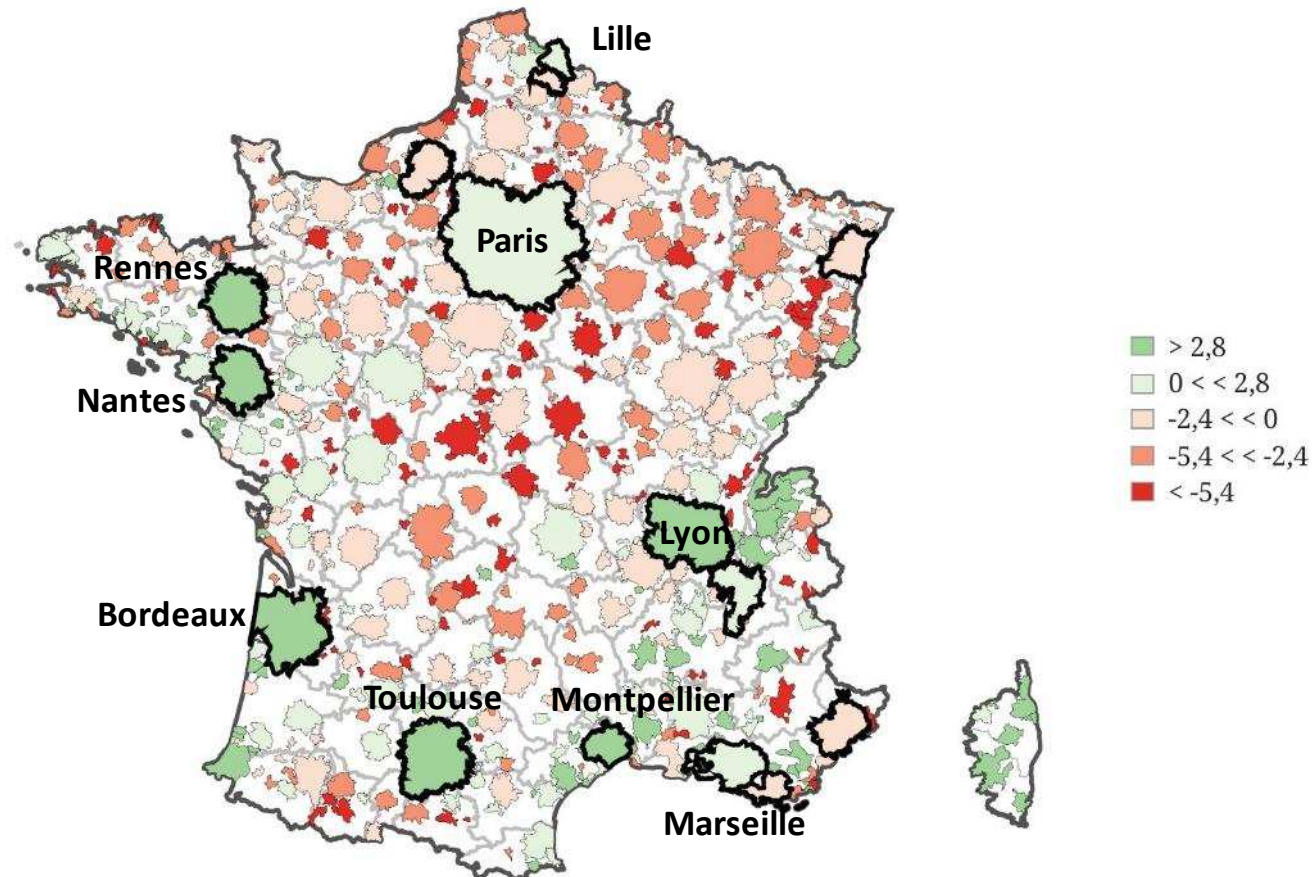 Lille
Paris
Rennes
Nantes
Lyon
Bordeaux
Toulouse
Montpellier
Marseille
> 2,8
0 < < 2,8
-2,4 < < 0
-5,4 < < -2,4
< -5,4